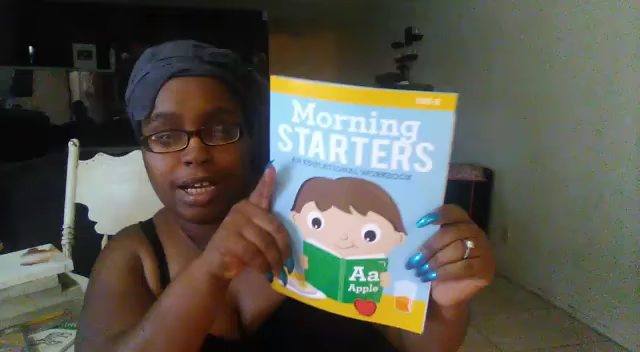 Morning
STARTERS
AN EDUCATIONAL WORKBOOK
Aa
Apple